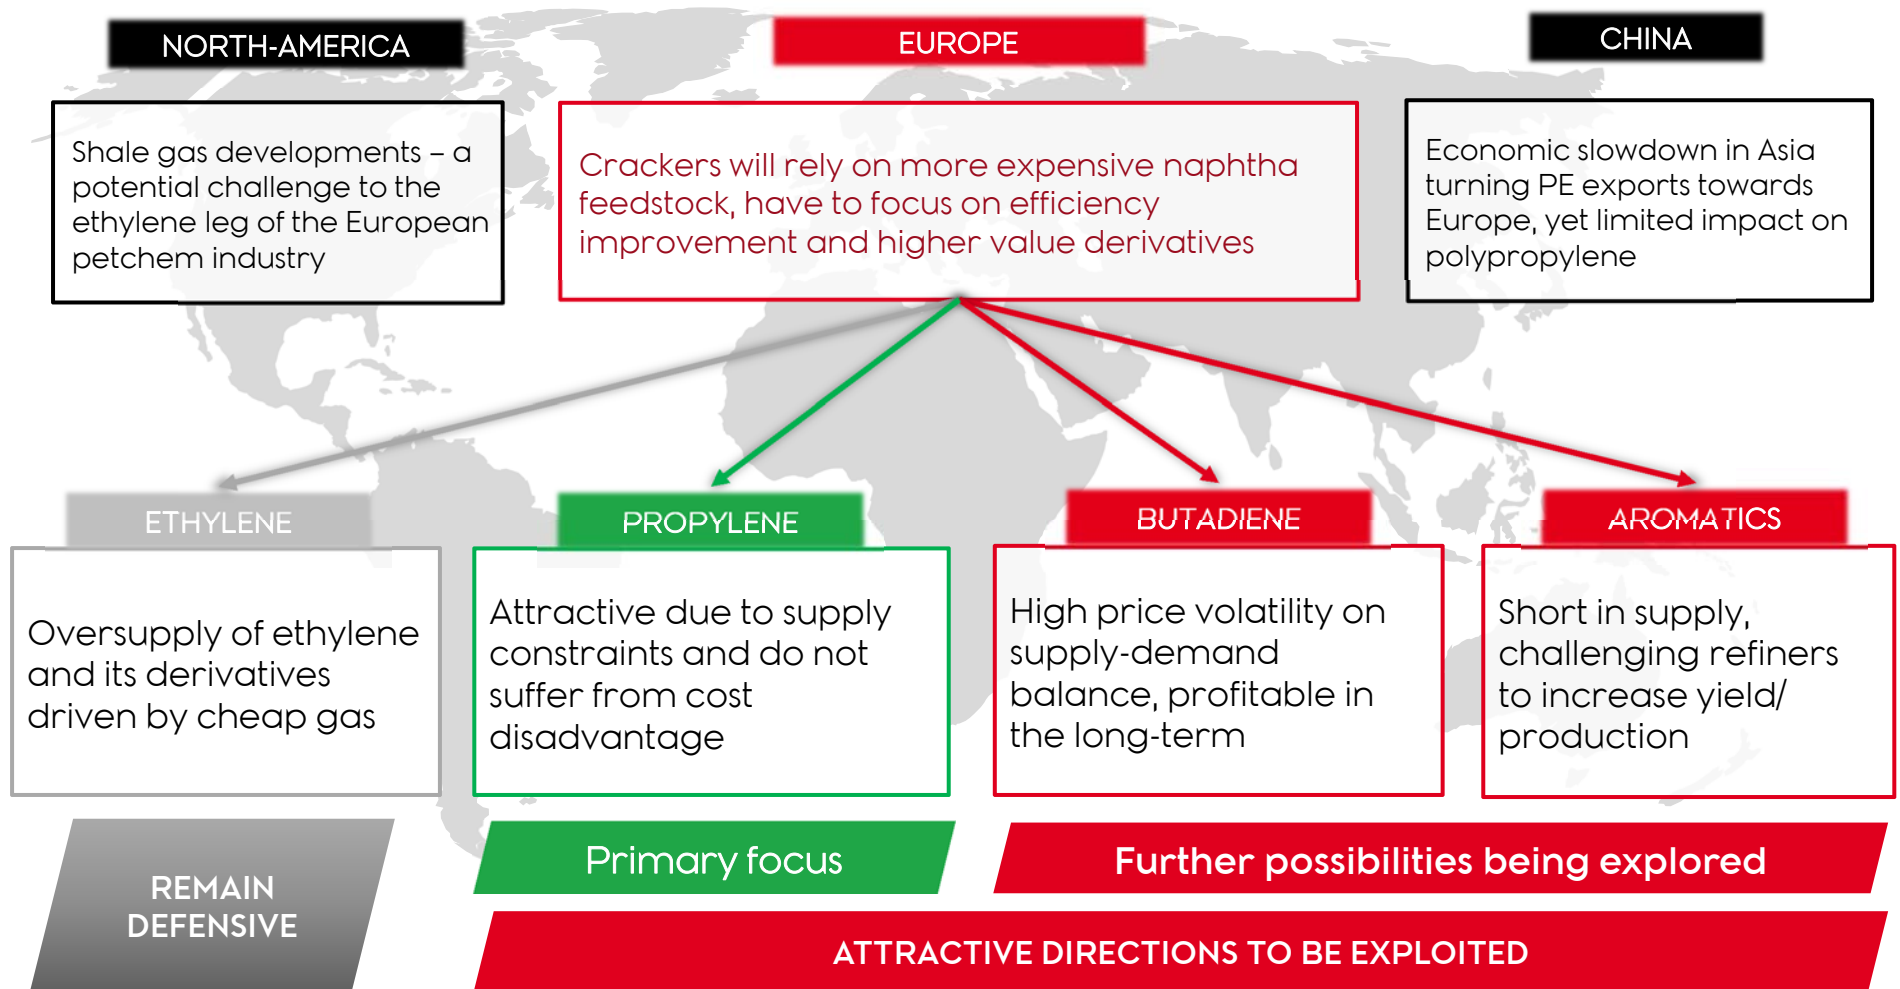 NORTH-AMERICA
EUROPE
CHINA
Shale gas developments – a
potential challenge to the
ethylene leg of the European
petchem industry
Crackers will rely on more expensive naphtha
feedstock, have to focus on efficiency
improvement and higher value derivatives
Economic slowdown in Asia
turning PE exports towards
Europe, yet limited impact on
polypropylene
ETHYLENE
PROPYLENE
BUTADIENE
AROMATICS
Oversupply of ethylene
and its derivatives
driven by cheap gas
Attractive due to supply
constraints and do not
suffer from cost
disadvantage
High price volatility on
supply-demand
balance, profitable in
the long-term
Short in supply,
challenging refiners
to increase yield/
production
REMAIN
DEFENSIVE
Primary focus
Further possibilities being explored
ATTRACTIVE DIRECTIONS TO BE EXPLOITED